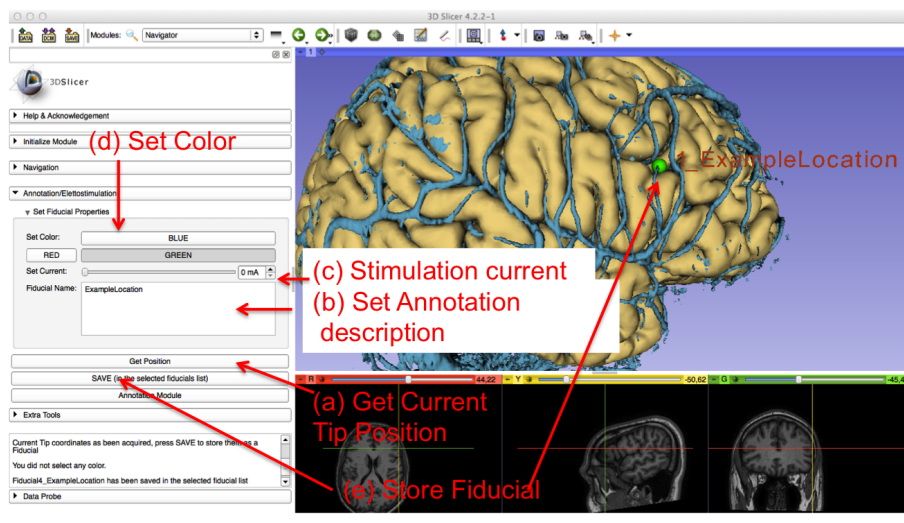 3D Slicer 4.2.2-1
DATA DCM SAVE Modules: Navigator
1
3DSlicer
Help & Acknowledgement
Initialize Module
(d) Set Color
Navigation
1_ExampleLocation
Annotation/Elettostimulation
Set Fiducial Properties
Set Color: BLUE
RED GREEN
Set Current: 0 mA
(c) Stimulation current
Fiducial Name: ExampleLocation
(b) Set Annotation
description
Get Position
SAVE (in the selected fiducials list)
R 44,22 Y -50,62 G -45,4
Annotation Module
(a) Get Current
Tip Position
Extra Tools
Current Tip coordinates as been acquired, press SAVE to store them as a
Fiducial
You did not select any color.
Fiducial4_ExampleLocation has been saved in the selected fiducial list
(e) Store Fiducial
Data Probe